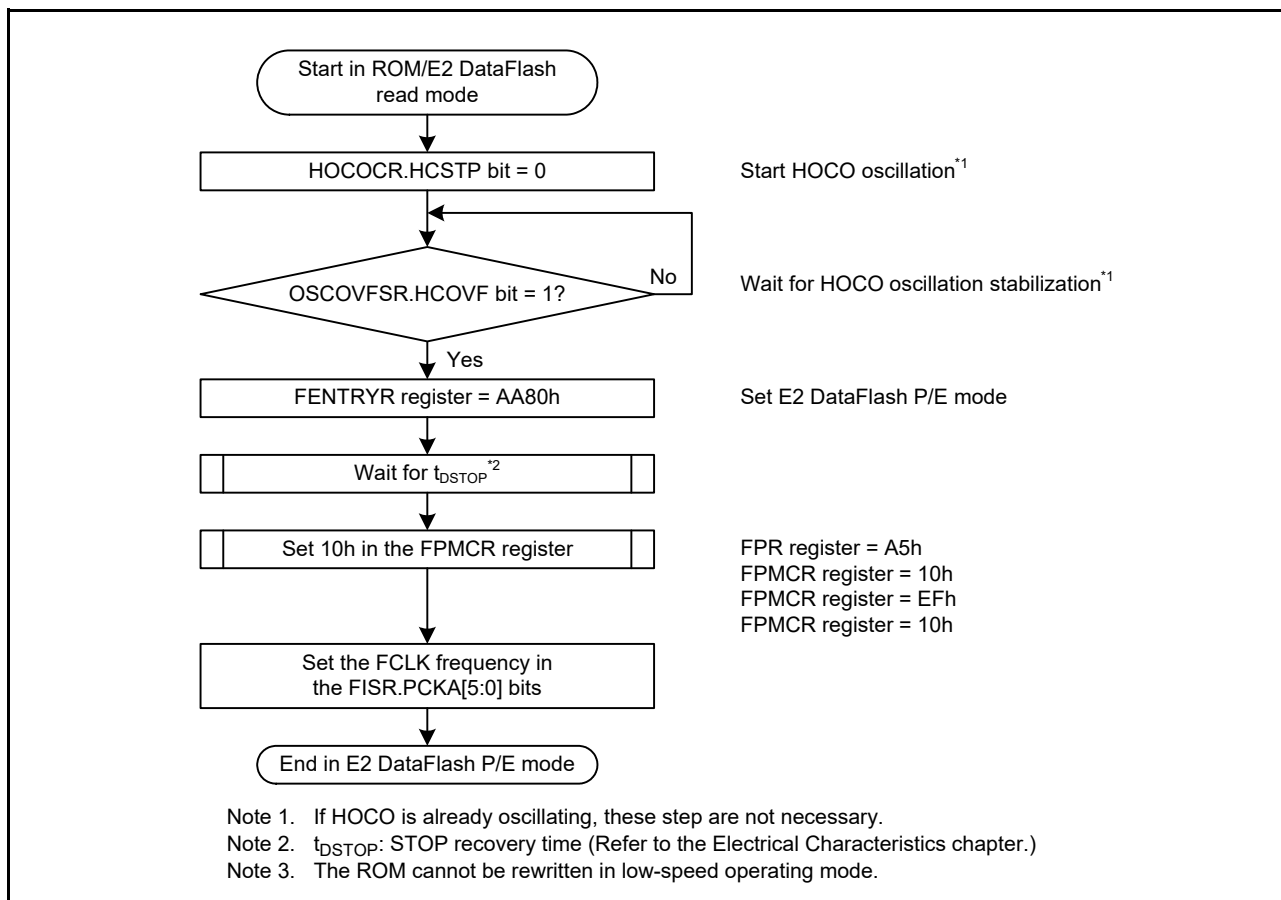 Start in ROM/E2 DataFlash
read mode
HOCOCR.HCSTP bit = 0
Start HOCO oscillation*1
OSCOVFSR.HCOVF bit = 1?
No
Wait for HOCO oscillation stabilization*1
Yes
FENTRYR register = AA80h
Set E2 DataFlash P/E mode
Wait for tDSTOP*2
Set 10h in the FPMCR register
FPR register = A5h
FPMCR register = 10h
FPMCR register = EFh
FPMCR register = 10h
Set the FCLK frequency in
the FISR.PCKA[5:0] bits
End in E2 DataFlash P/E mode
Note 1. If HOCO is already oscillating, these step are not necessary.
Note 2. tDSTOP: STOP recovery time (Refer to the Electrical Characteristics chapter.)
Note 3. The ROM cannot be rewritten in low-speed operating mode.